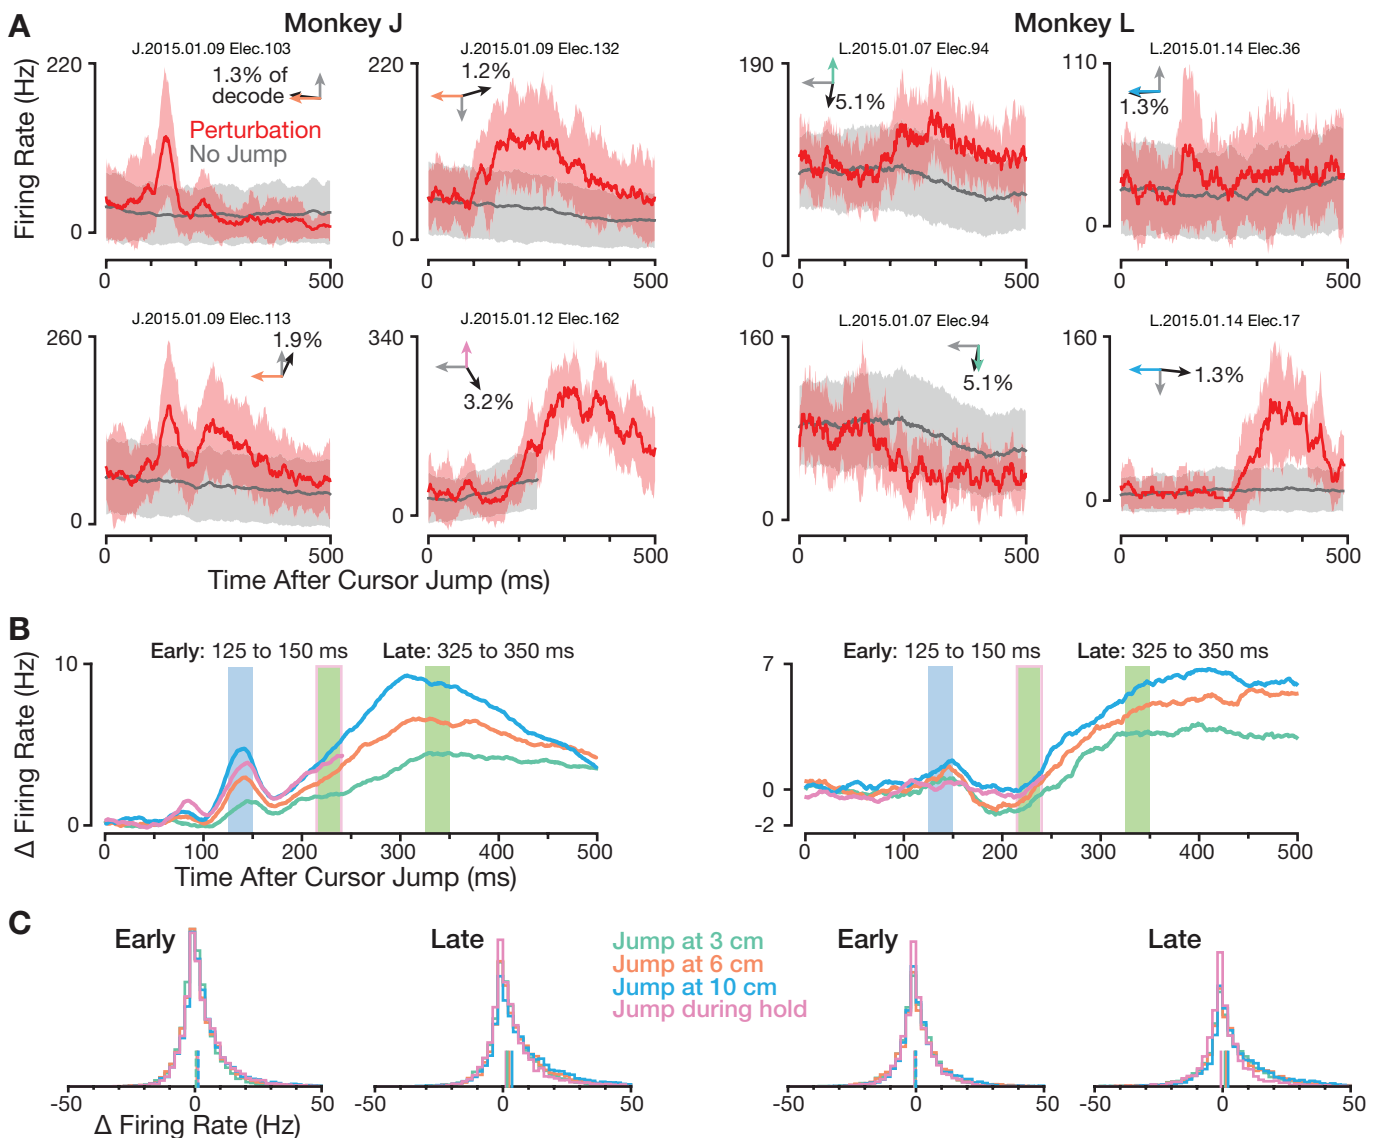 A
Monkey J
Monkey L
J.2015.01.09 Elec.103
J.2015.01.09 Elec.132
L.2015.01.07 Elec.94
L.2015.01.14 Elec.36
Firing Rate (Hz)
220
0
1.3% of
decode
Perturbation
No Jump
0
500
220
0
1.2%
0
500
190
0
5.1%
0
500
110
0
1.3%
0
500
J.2015.01.09 Elec.113
J.2015.01.12 Elec.162
L.2015.01.07 Elec.94
L.2015.01.14 Elec.17
260
0
1.9%
0
500
340
0
3.2%
0
500
160
0
5.1%
0
500
160
0
1.3%
0
500
Time After Cursor Jump (ms)
B
Δ Firing Rate (Hz)
Early: 125 to 150 ms
Late: 325 to 350 ms
10
0
0
100
200
300
400
500
Time After Cursor Jump (ms)
Early: 125 to 150 ms
Late: 325 to 350 ms
7
0
-2
0
100
200
300
400
500
C
Early
Late
Jump at 3 cm
Jump at 6 cm
Jump at 10 cm
Jump during hold
Early
Late
-50
0
50
-50
0
50
-50
0
50
-50
0
50
Δ Firing Rate (Hz)